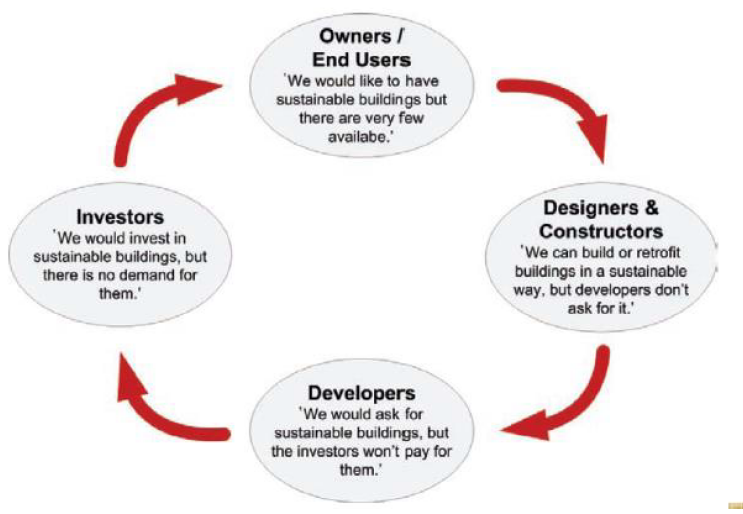 Owners /
End Users
'We would like to have
sustainable buildings but
there are very few
availabe.'
Designers &
Constructors
'We can build or retrofit
buildings in a sustainable
way, but developers don't
ask for it.'
Developers
'We would ask for
sustainable buildings, but
the investors won't pay for
them.'
Investors
'We would invest in
sustainable buildings, but
there is no demand for
them.'